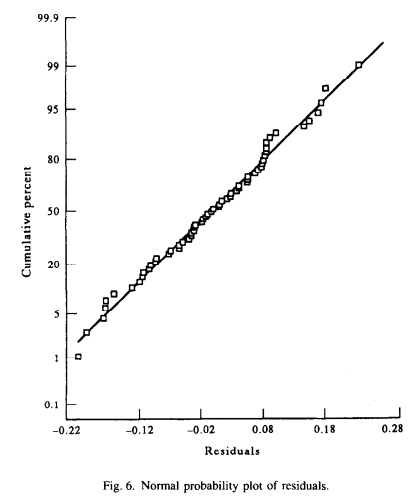 99.9
99
95
80
50
20
5
1
0.1
Cumulative percent
-0.22 -0.12 -0.02 0.08 0.18 0.28
Residuals
Fig. 6. Normal probability plot of residuals.